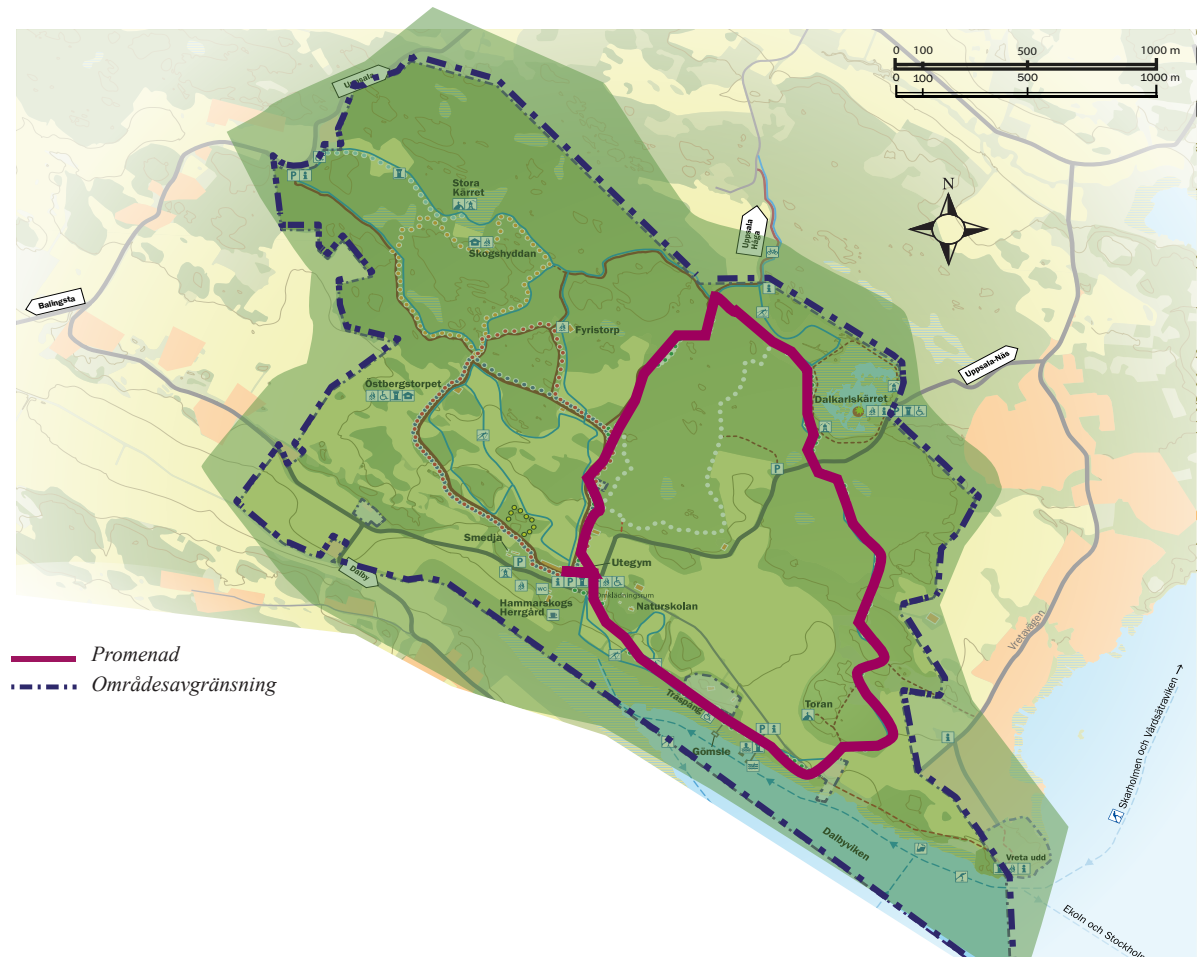 0 100 500 1000 m
0 100 500 1000 m
Uppsala
N
Stora
Kärret
P i
Skogshyddan
Uppsala
Håga
i
Balingsta
Fyristorp
Uppsala-Näs
Östbergstorpet
Dalkarlskärret
i P
P
Smedja
Utegym
P
Dalby
i P
WC
Omklädningsrum
Hammarskogs
Herrgård
Naturskolan
Vretavägen
Promenad
Områdesavgränsning
Träspång
Toran
P i
Gömsle
i
Skarholmen och Vårdsätraviken
Dalbyviken
Vreta udd
i
Ekoln och Stockholm